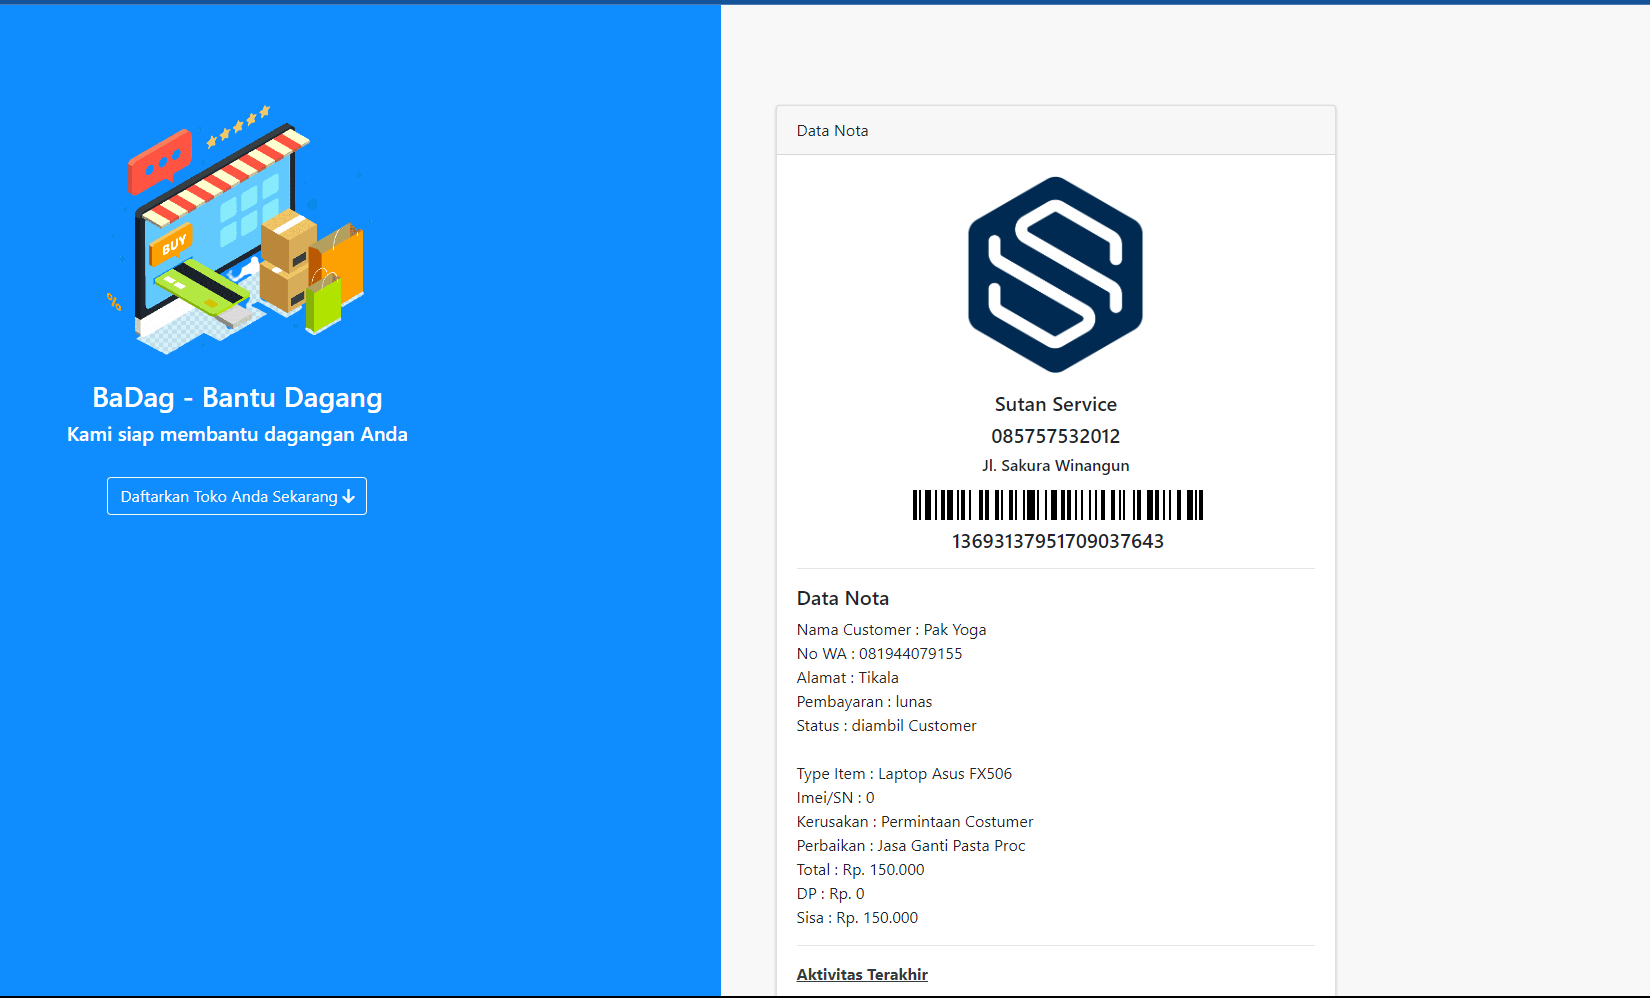 BUY
%
BaDag - Bantu Dagang
Kami siap membantu dagangan Anda
Daftarkan Toko Anda Sekarang
Data Nota
Sutan Service
085757532012
Jl. Sakura Winangun
13693137951709037643
Data Nota
Nama Customer : Pak Yoga
No WA : 081944079155
Alamat : Tikala
Pembayaran : lunas
Status : diambil Customer
Type Item : Laptop Asus FX506
Imei/SN : 0
Kerusakan : Permintaan Costumer
Perbaikan : Jasa Ganti Pasta Proc
Total : Rp. 150.000
DP : Rp. 0
Sisa : Rp. 150.000
Aktivitas Terakhir